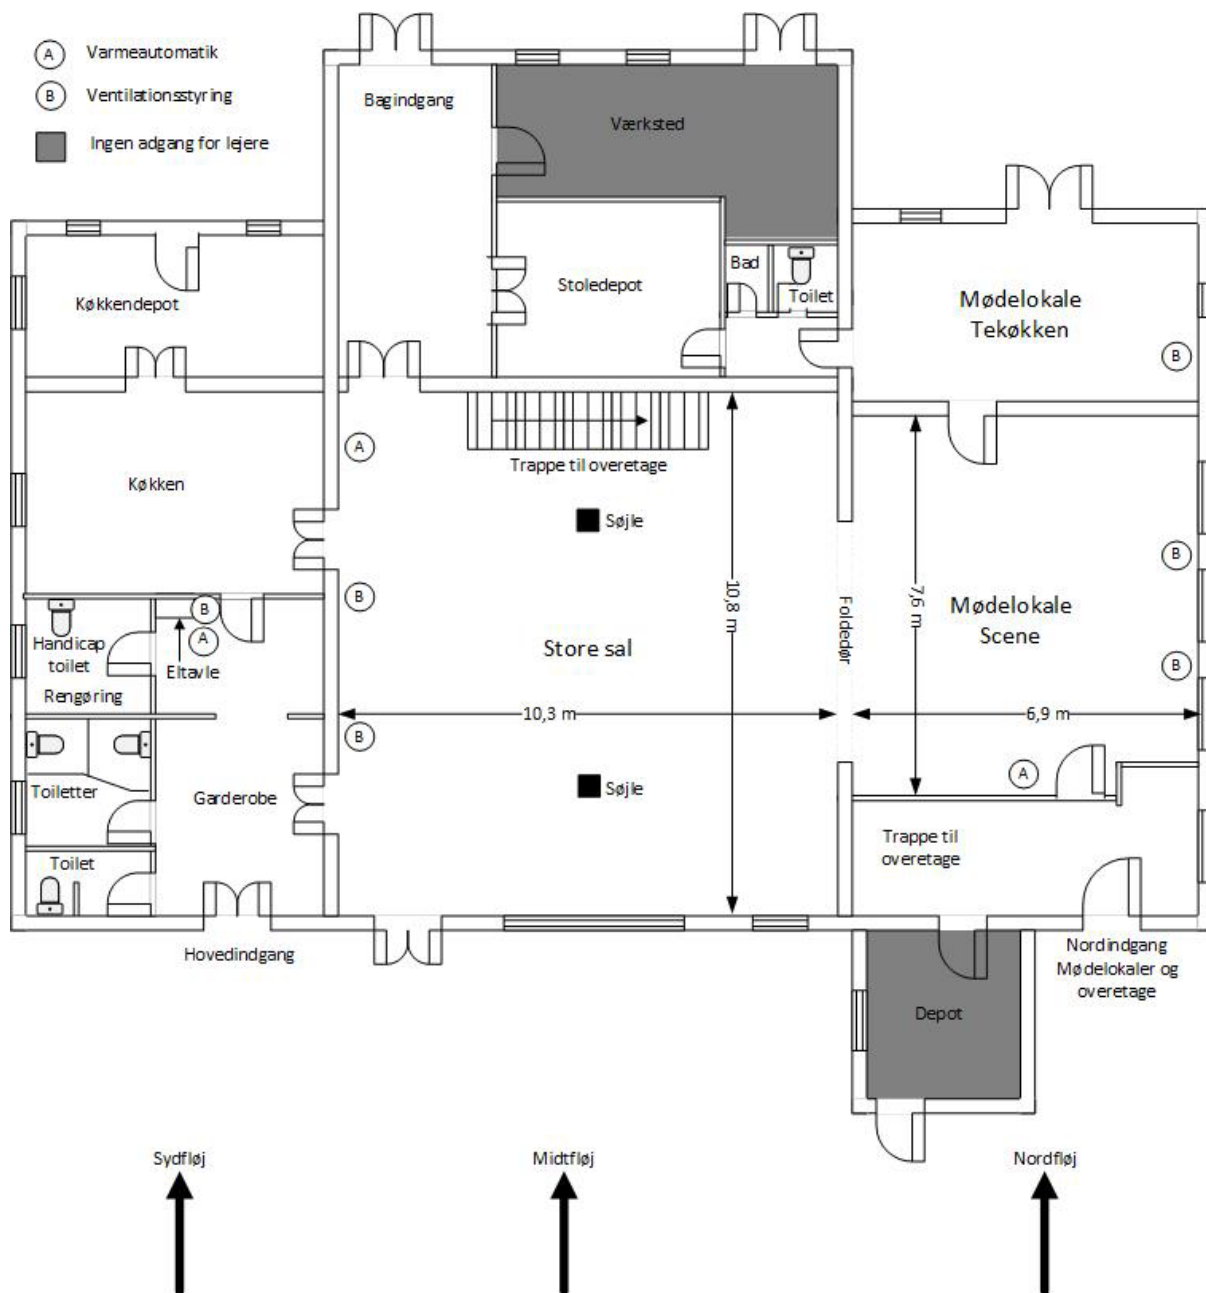 A Varmeautomatik
B Ventilationsstyring
Ingen adgang for lejere
Bagindgang
Værksted
Køkkendepot
Stoledepot
Bad
Toilet
Mødelokale
Tekøkken
B
A
Trappe til overetage
Køkken
Søjle
B
B
B
A
Eltavle
Handicap
toilet
Rengøring
10,8 m
7,6 m
Foldedør
Store sal
Mødelokale
Scene
B
10,3 m
6,9 m
B
A
Søjle
Toiletter
Garderobe
Toilet
Trappe til
overetage
Hovedindgang
Nordindgang
Mødelokaler og
overetage
Depot
Sydfløj
Midtfløj
Nordfløj